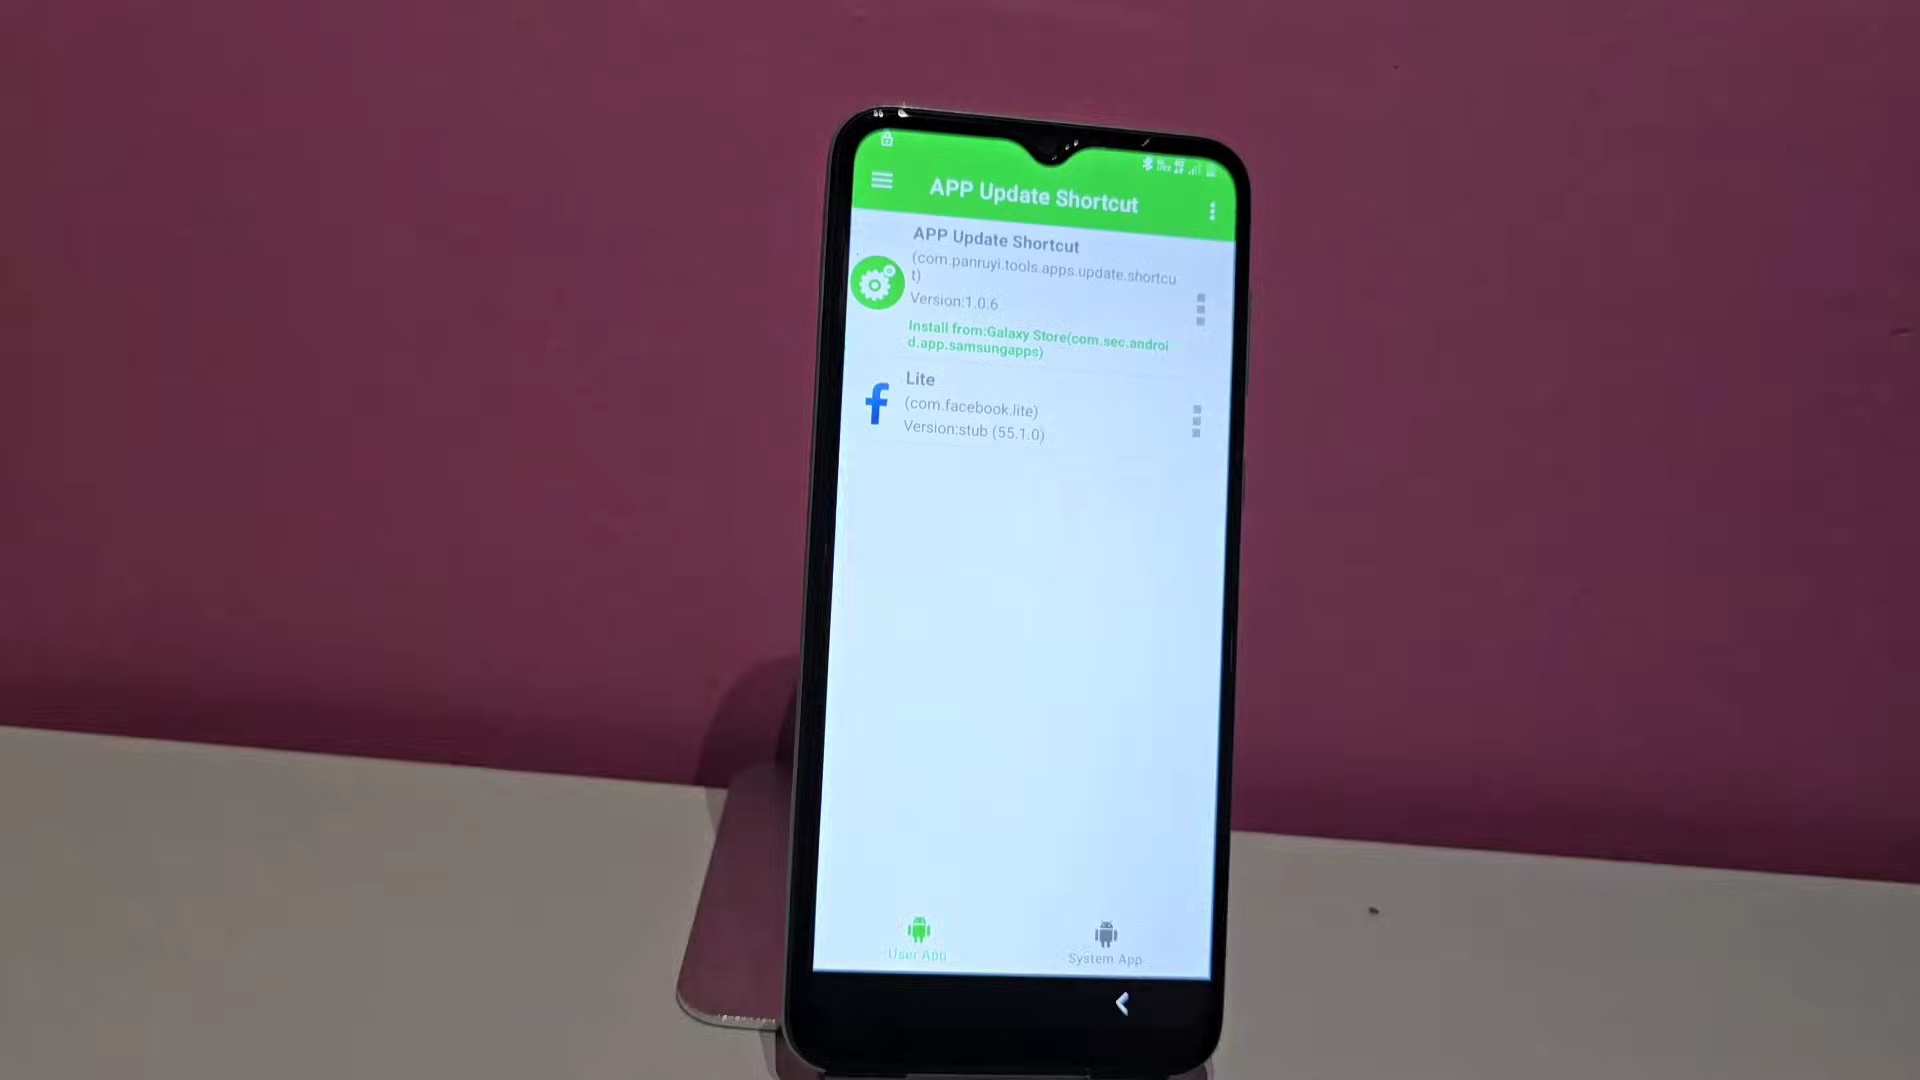 APP Update Shortcut
APP Update Shortcut
(com.panruyi.tools.apps.update.shortcu
t)
Version:1.0.6
Install from:Galaxy Store(com.sec.androi
d.app.samsungapps)
Lite
(com.facebook.lite)
Version:stub (55.1.0)
User App
System App